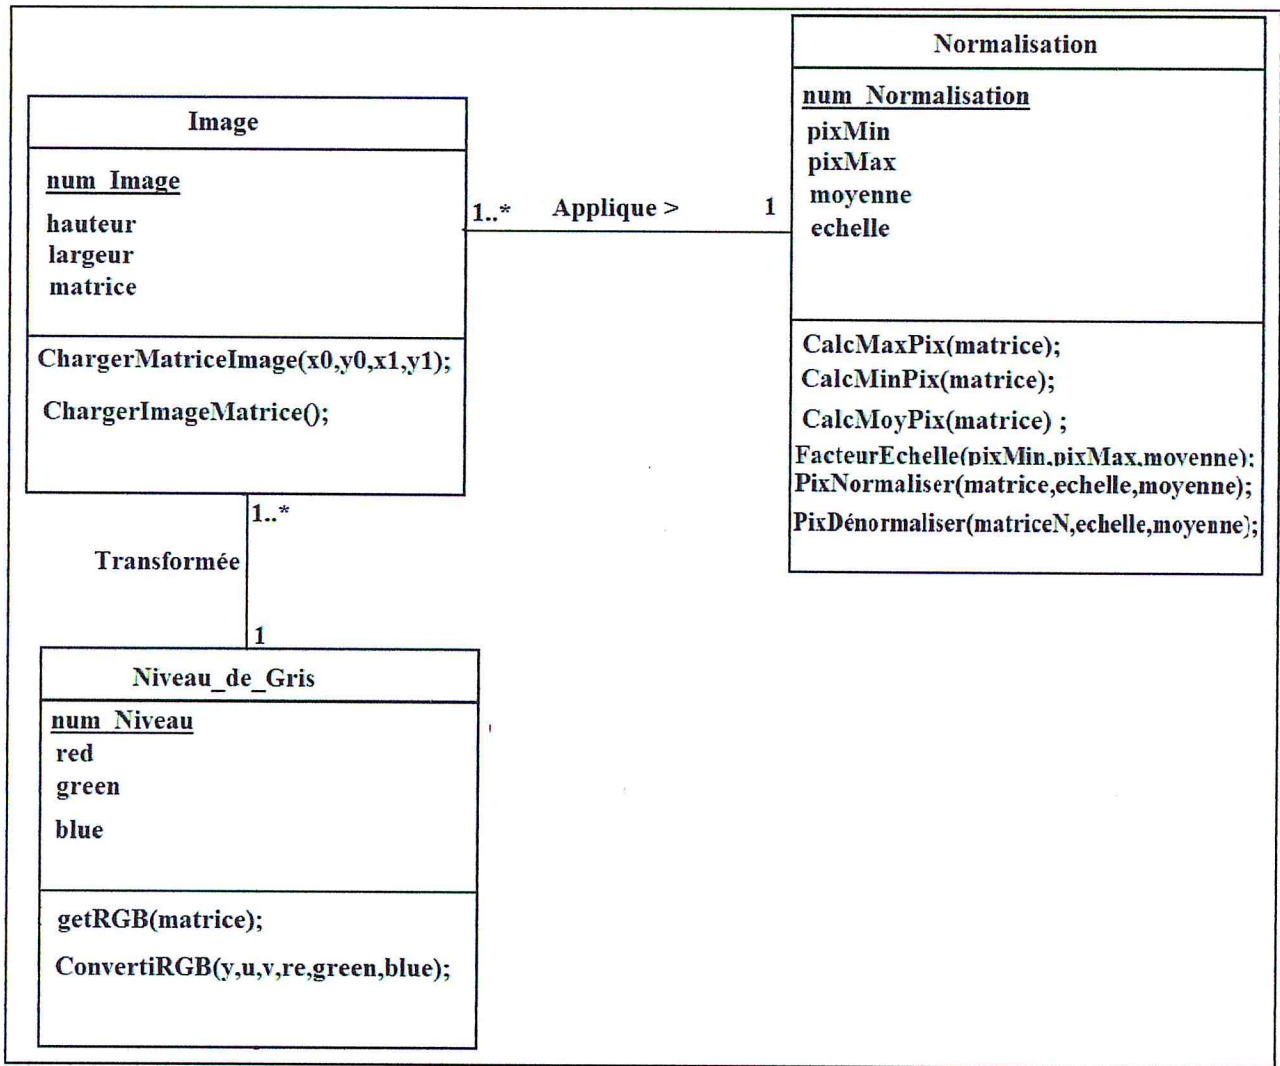 Image
num_Image
hauteur
largeur
matrice
ChargerMatriceImage(x0,y0,x1,y1);
ChargerImageMatrice();
1..* Applique > 1
Normalisation
num_Normalisation
pixMin
pixMax
moyenne
echelle
CalcMaxPix(matrice);
CalcMinPix(matrice);
CalcMoyPix(matrice) ;
FacteurEchelle(pixMin,pixMax,moyenne);
PixNormaliser(matrice,echelle,moyenne);
PixDénormaliser(matriceN,echelle,moyenne);
1..*
Transformée
1
Niveau_de_Gris
num_Niveau
red
green
blue
getRGB(matrice);
ConvertiRGB(y,u,v,re,green,blue);